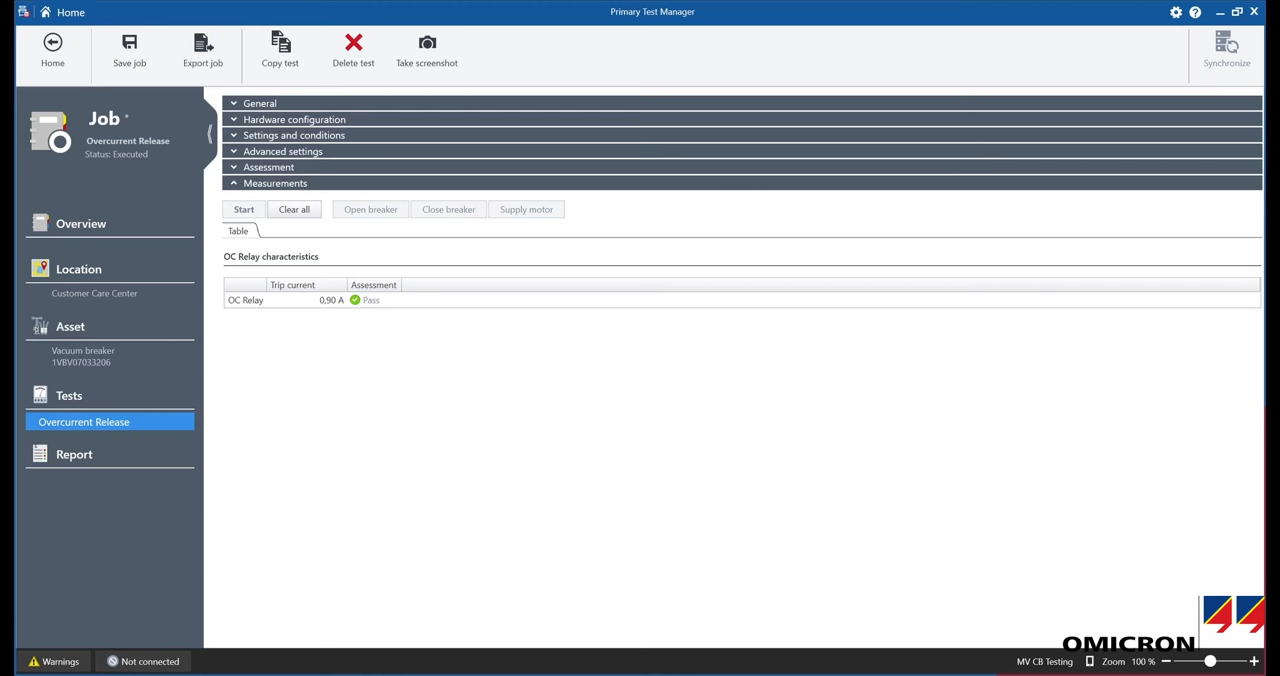 Home
Primary Test Manager
Home
Save job
Export job
Copy test
Delete test
Take screenshot
Synchronize
Job *
Overcurrent Release
Status: Executed
Overview
Location
Customer Care Center
Asset
Vacuum breaker
1VBV07033206
Tests
Overcurrent Release
Report
General
Hardware configuration
Settings and conditions
Advanced settings
Assessment
Measurements
Start
Clear all
Open breaker
Close breaker
Supply motor
Table
OC Relay characteristics
Trip current Assessment
OC Relay 0,90 A Pass
OMICRON
Warnings
Not connected
MV CB Testing
Zoom 100 %